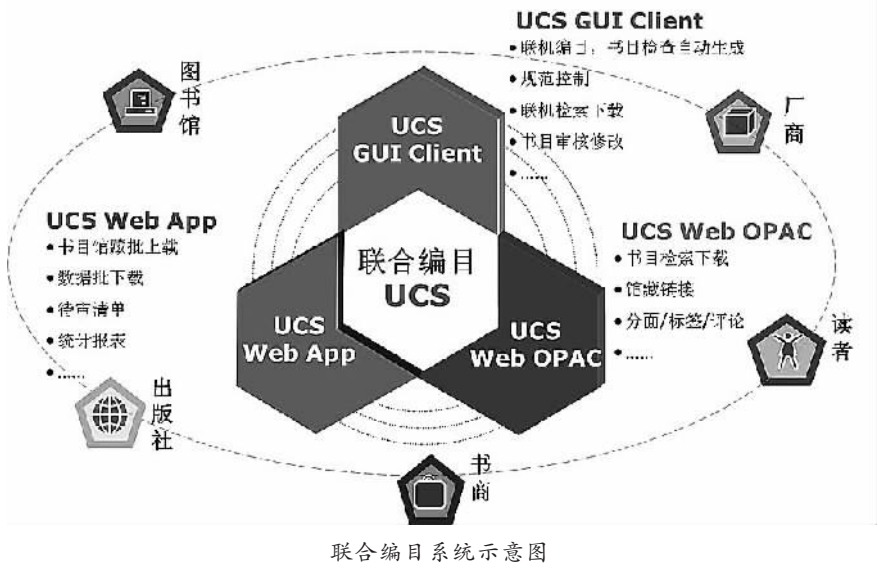 UCS GUI Client
• 联机编目，书目检查自动生成
• 规范控制
• 联机检索下载
• 书目审核修改
• ……
图书馆
厂商
UCS
GUI Client
UCS Web App
• 书目馆藏批上载
• 数据批下载
• 待审清单
• 统计报表
• ……
联合编目
UCS
UCS
Web App
UCS
Web OPAC
UCS Web OPAC
• 书目检索下载
• 馆藏链接
• 分面/标签/评论
• ……
读者
出版社
书商
联合编目系统示意图